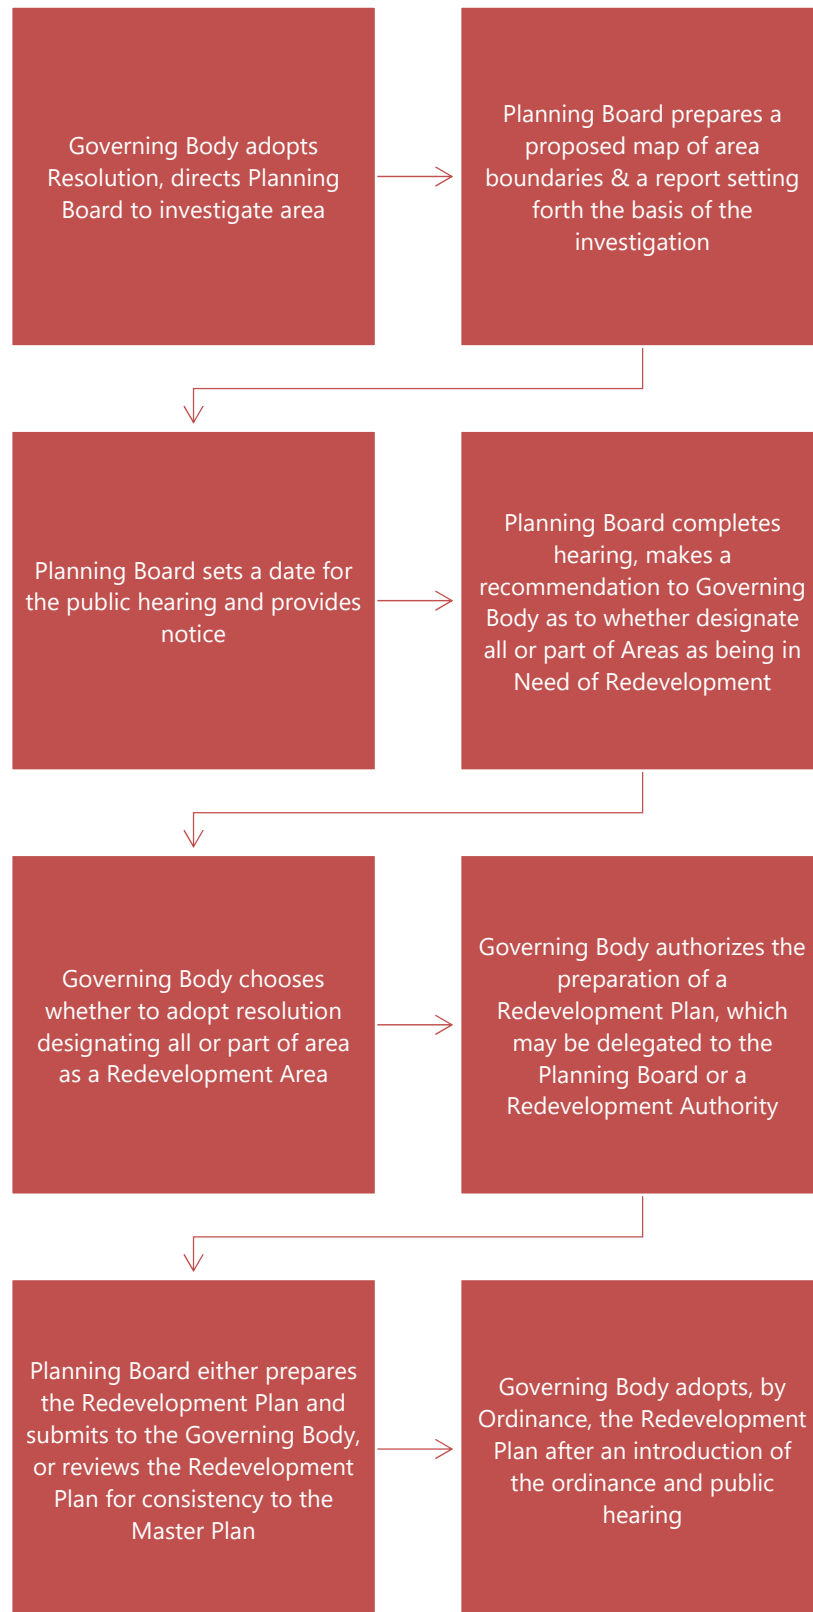 Governing Body adopts
Resolution, directs Planning
Board to investigate area
Planning Board prepares a
proposed map of area
boundaries & a report setting
forth the basis of the
investigation
Planning Board sets a date for
the public hearing and provides
notice
Planning Board completes
hearing, makes a
recommendation to Governing
Body as to whether designate
all or part of Areas as being in
Need of Redevelopment
Governing Body chooses
whether to adopt resolution
designating all or part of area
as a Redevelopment Area
Governing Body authorizes the
preparation of a
Redevelopment Plan, which
may be delegated to the
Planning Board or a
Redevelopment Authority
Planning Board either prepares
the Redevelopment Plan and
submits to the Governing Body,
or reviews the Redevelopment
Plan for consistency to the
Master Plan
Governing Body adopts, by
Ordinance, the Redevelopment
Plan after an introduction of
the ordinance and public
hearing